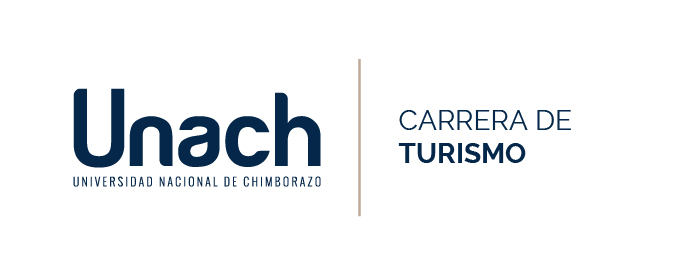 Unach
UNIVERSIDAD NACIONAL DE CHIMBORAZO
CARRERA DE
TURISMO